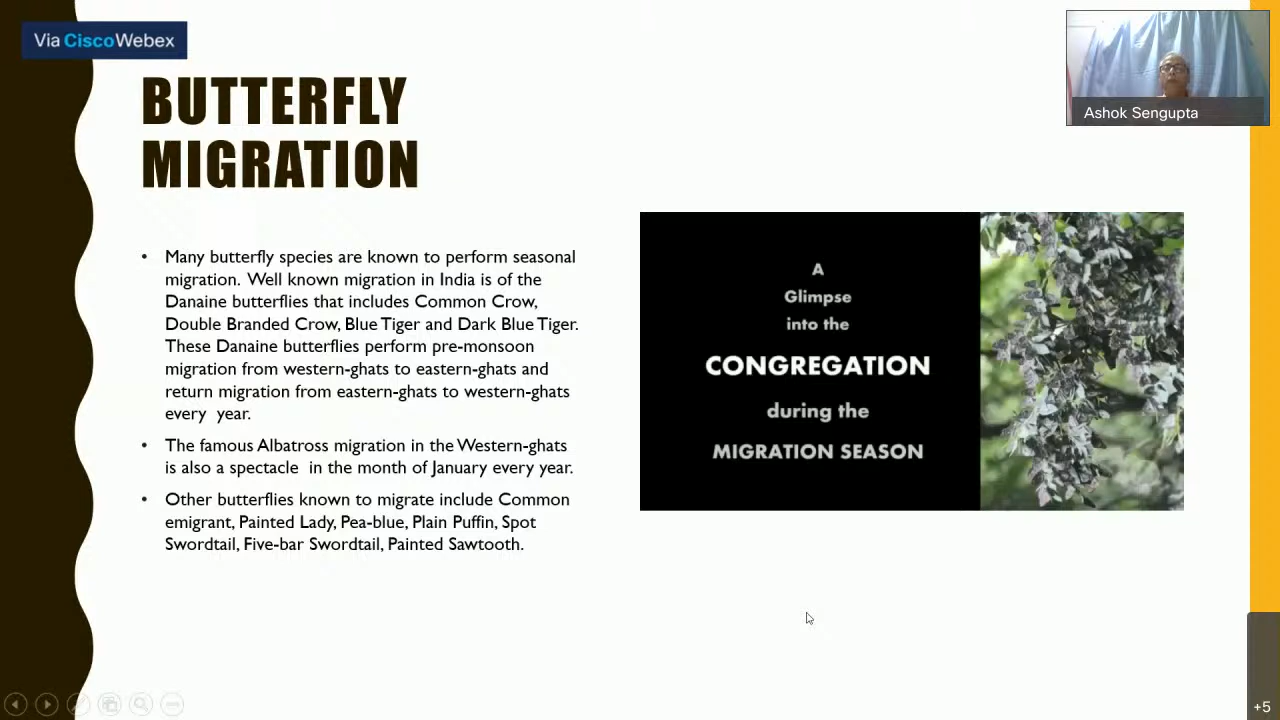 Via Cisco Webex
Ashok Sengupta
BUTTERFLY
MIGRATION
• Many butterfly species are known to perform seasonal
migration. Well known migration in India is of the
Danaine butterflies that includes Common Crow,
Double Branded Crow, Blue Tiger and Dark Blue Tiger.
These Danaine butterflies perform pre-monsoon
migration from western-ghats to eastern-ghats and
return migration from eastern-ghats to western-ghats
every year.
• The famous Albatross migration in the Western-ghats
is also a spectacle in the month of January every year.
• Other butterflies known to migrate include Common
emigrant, Painted Lady, Pea-blue, Plain Puffin, Spot
Swordtail, Five-bar Swordtail, Painted Sawtooth.
A
Glimpse
into the
CONGREGATION
during the
MIGRATION SEASON
+5